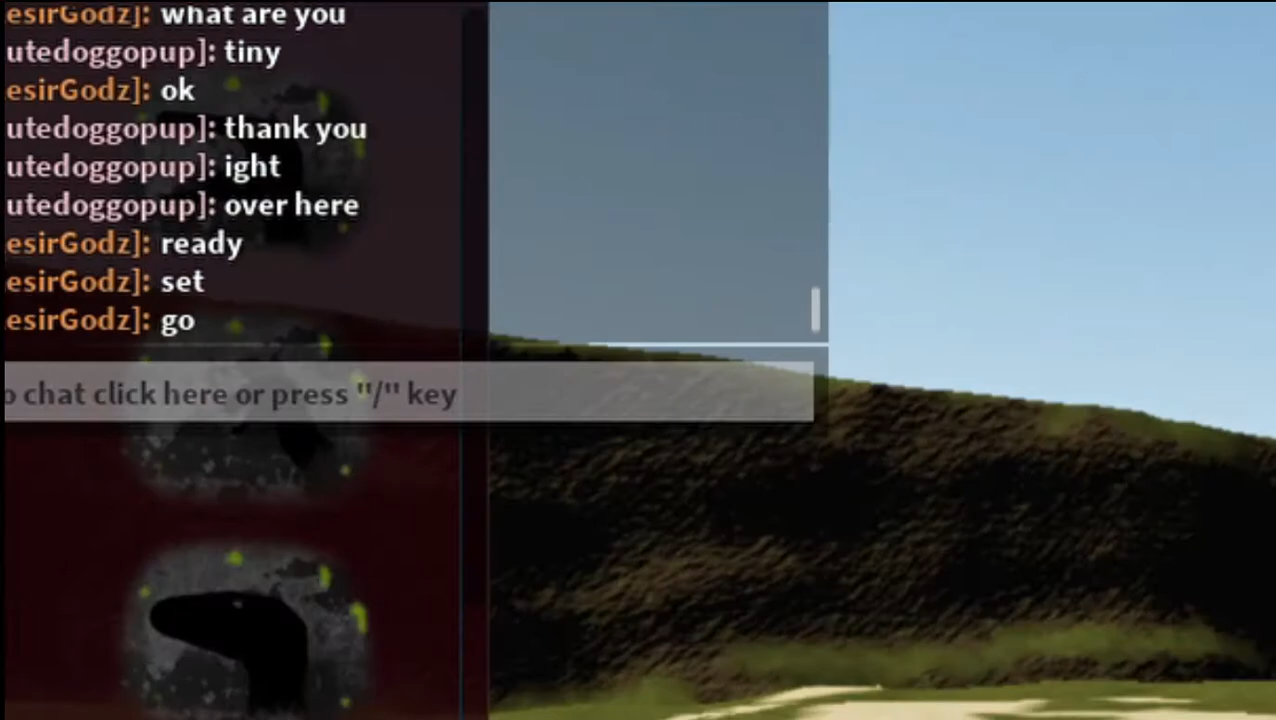 esirGodz]: what are you
utedoggopup]: tiny
esirGodz]: ok
utedoggopup]: thank you
utedoggopup]: ight
utedoggopup]: over here
esirGodz]: ready
esirGodz]: set
esirGodz]: go
o chat click here or press "/" key